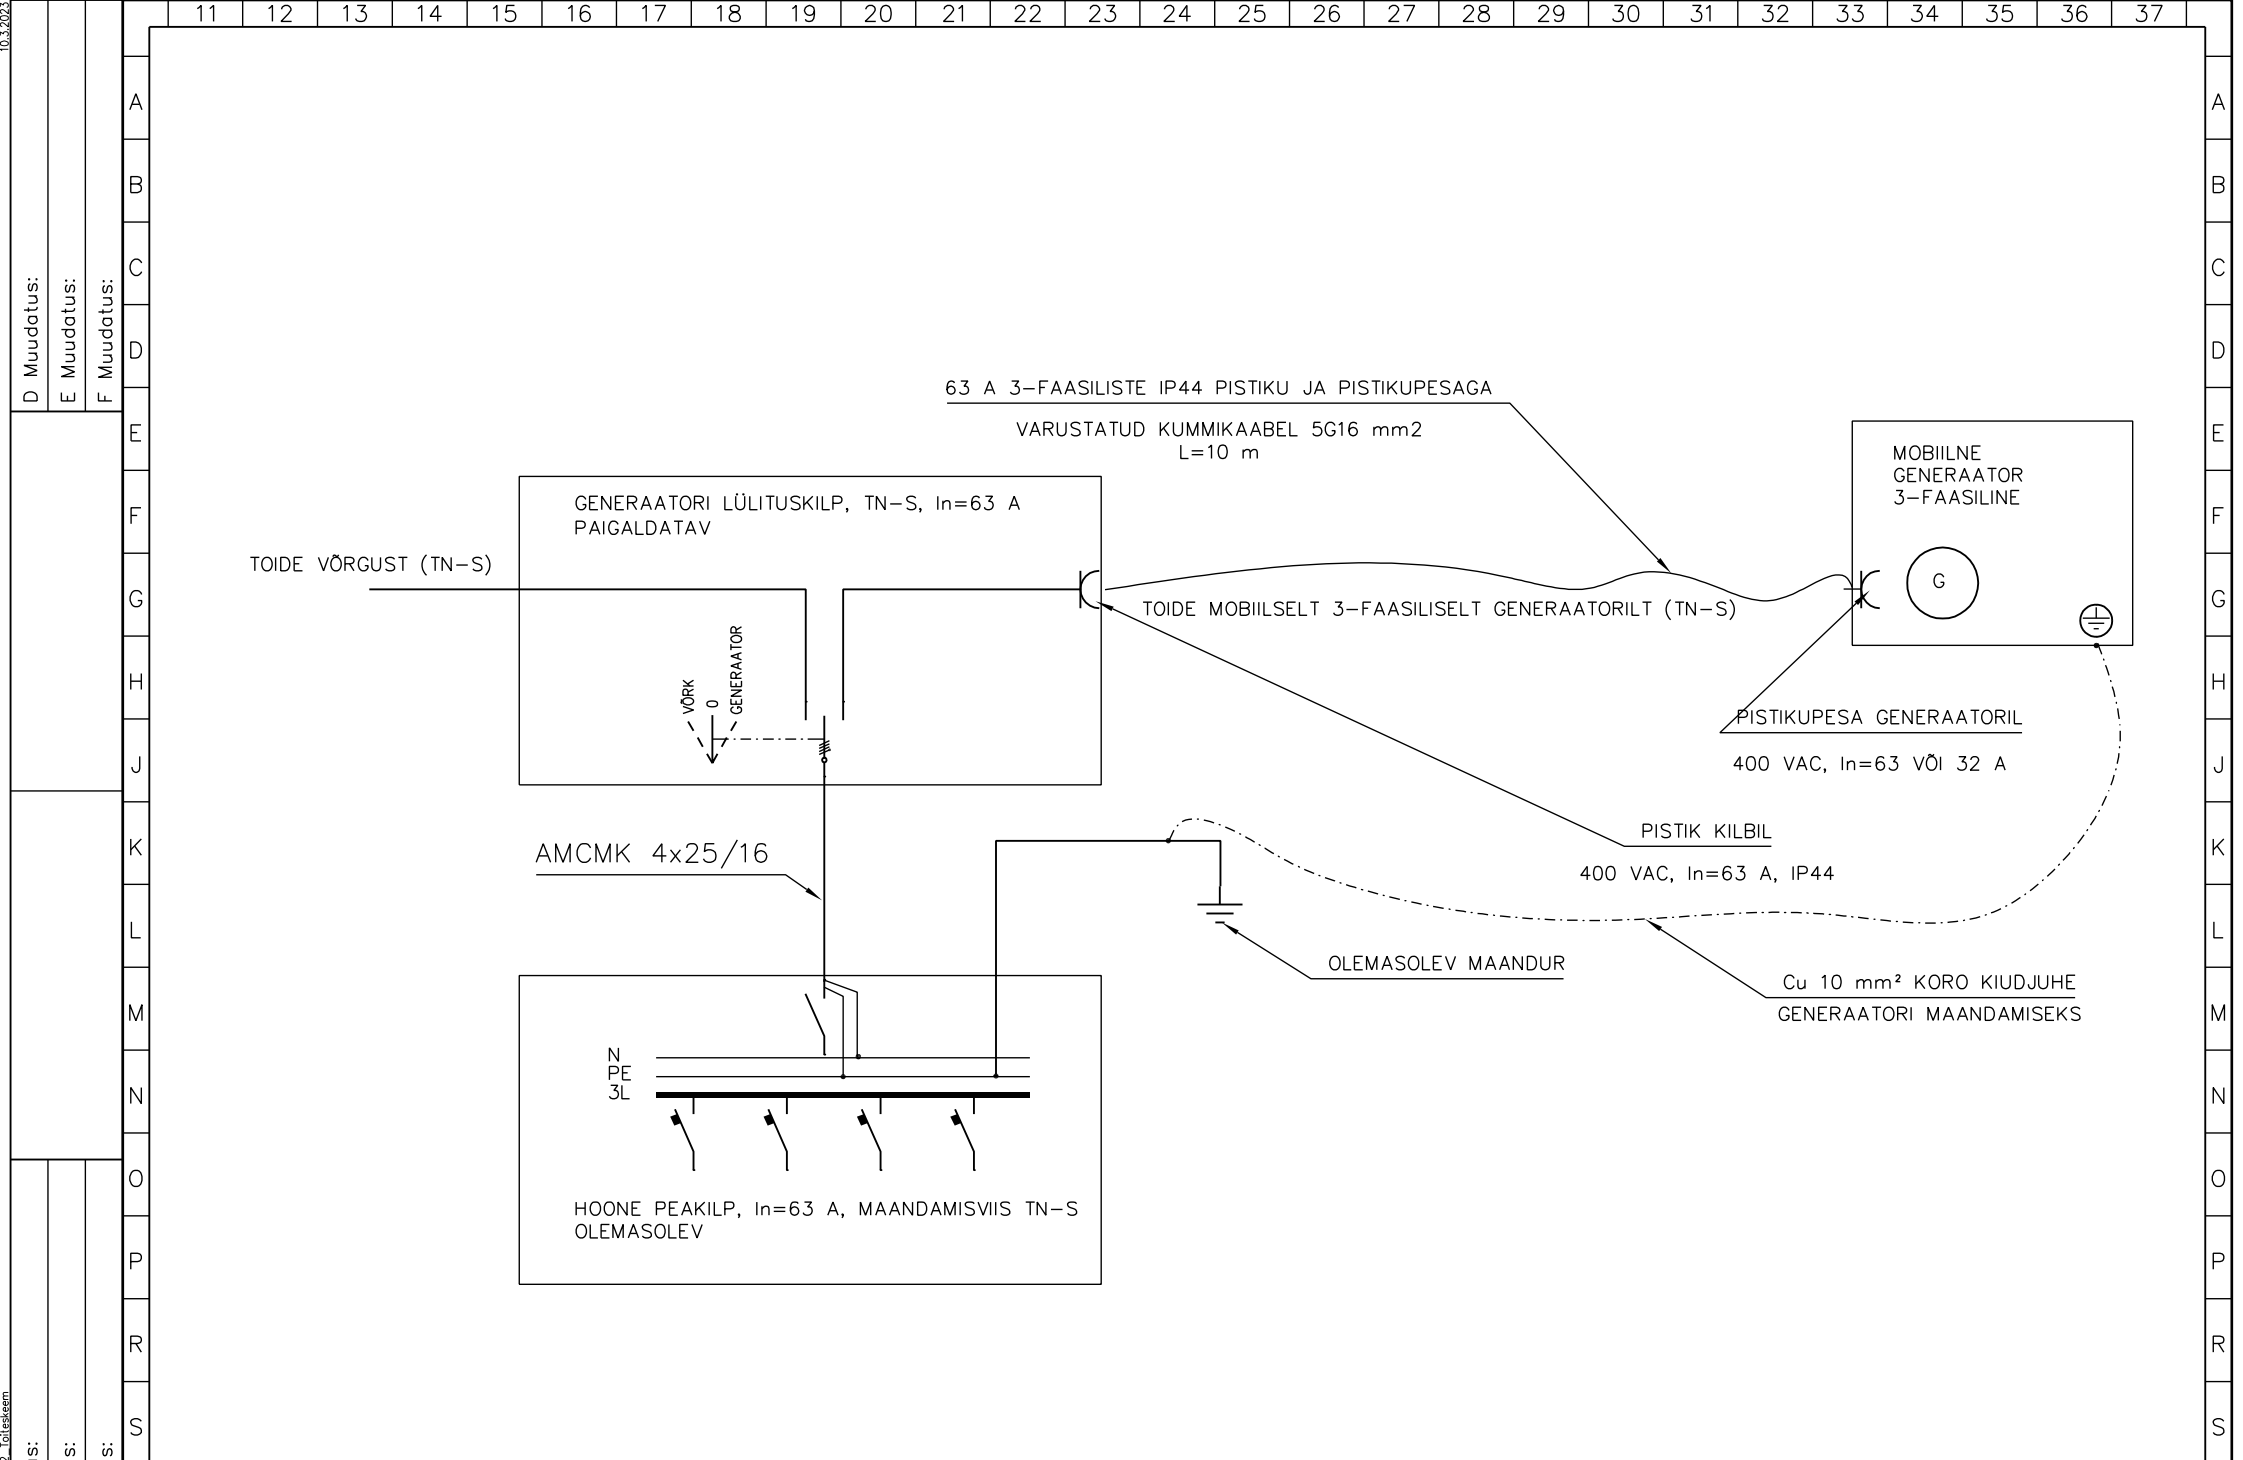 11 12 13 14 15 16 17 18 19 20 21 22 23 24 25 26 27 28 29 30 31 32 33 34 35 36 37
10.3.2023
D Muudatus:
E Muudatus:
F Muudatus:
A A
B B
C C
D D
E E
F F
G G
H H
J J
K K
L L
M M
N N
O O
P P
R R
S S
63 A 3-FAASILISTE IP44 PISTIKU JA PISTIKUPESAGA
VARUSTATUD KUMMIKAABEL 5G16 mm2
L=10 m
MOBIILNE
GENERAATOR
3-FAASILINE
G
GENERAATORI LÜLITUSKILP, TN-S, In=63 A
PAIGALDATAV
TOIDE VÕRGUST (TN-S)
TOIDE MOBIILSELT 3-FAASILISELT GENERAATORILT (TN-S)
VÕRK
0
GENERAATOR
PISTIKUPESA GENERAATORIL
400 VAC, In=63 VÕI 32 A
PISTIK KILBIL
400 VAC, In=63 A, IP44
AMCMK 4x25/16
OLEMASOLEV MAANDUR
Cu 10 mm² KORO KIUDJUHE
GENERAATORI MAANDAMISEKS
N
PE
3L
HOONE PEAKILP, In=63 A, MAANDAMISVIIS TN-S
OLEMASOLEV
2_Toiteskeem
us:
s:
s: